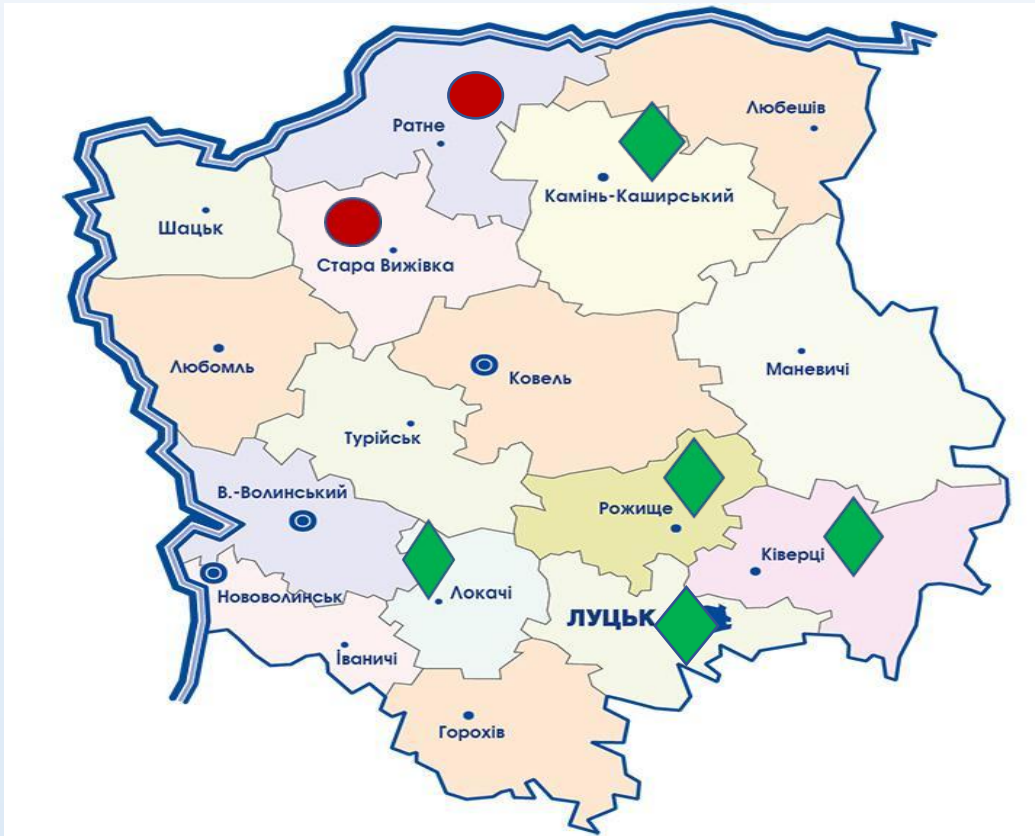 Любешів
Ратне
Камінь-Каширський
Шацьк
Стара Вижівка
Любомль
Ковель
Маневичі
Турійськ
В.-Волинський
Рожище
Ківерці
Нововолинськ
Локачі
ЛУЦЬК
Іваничі
Горохів